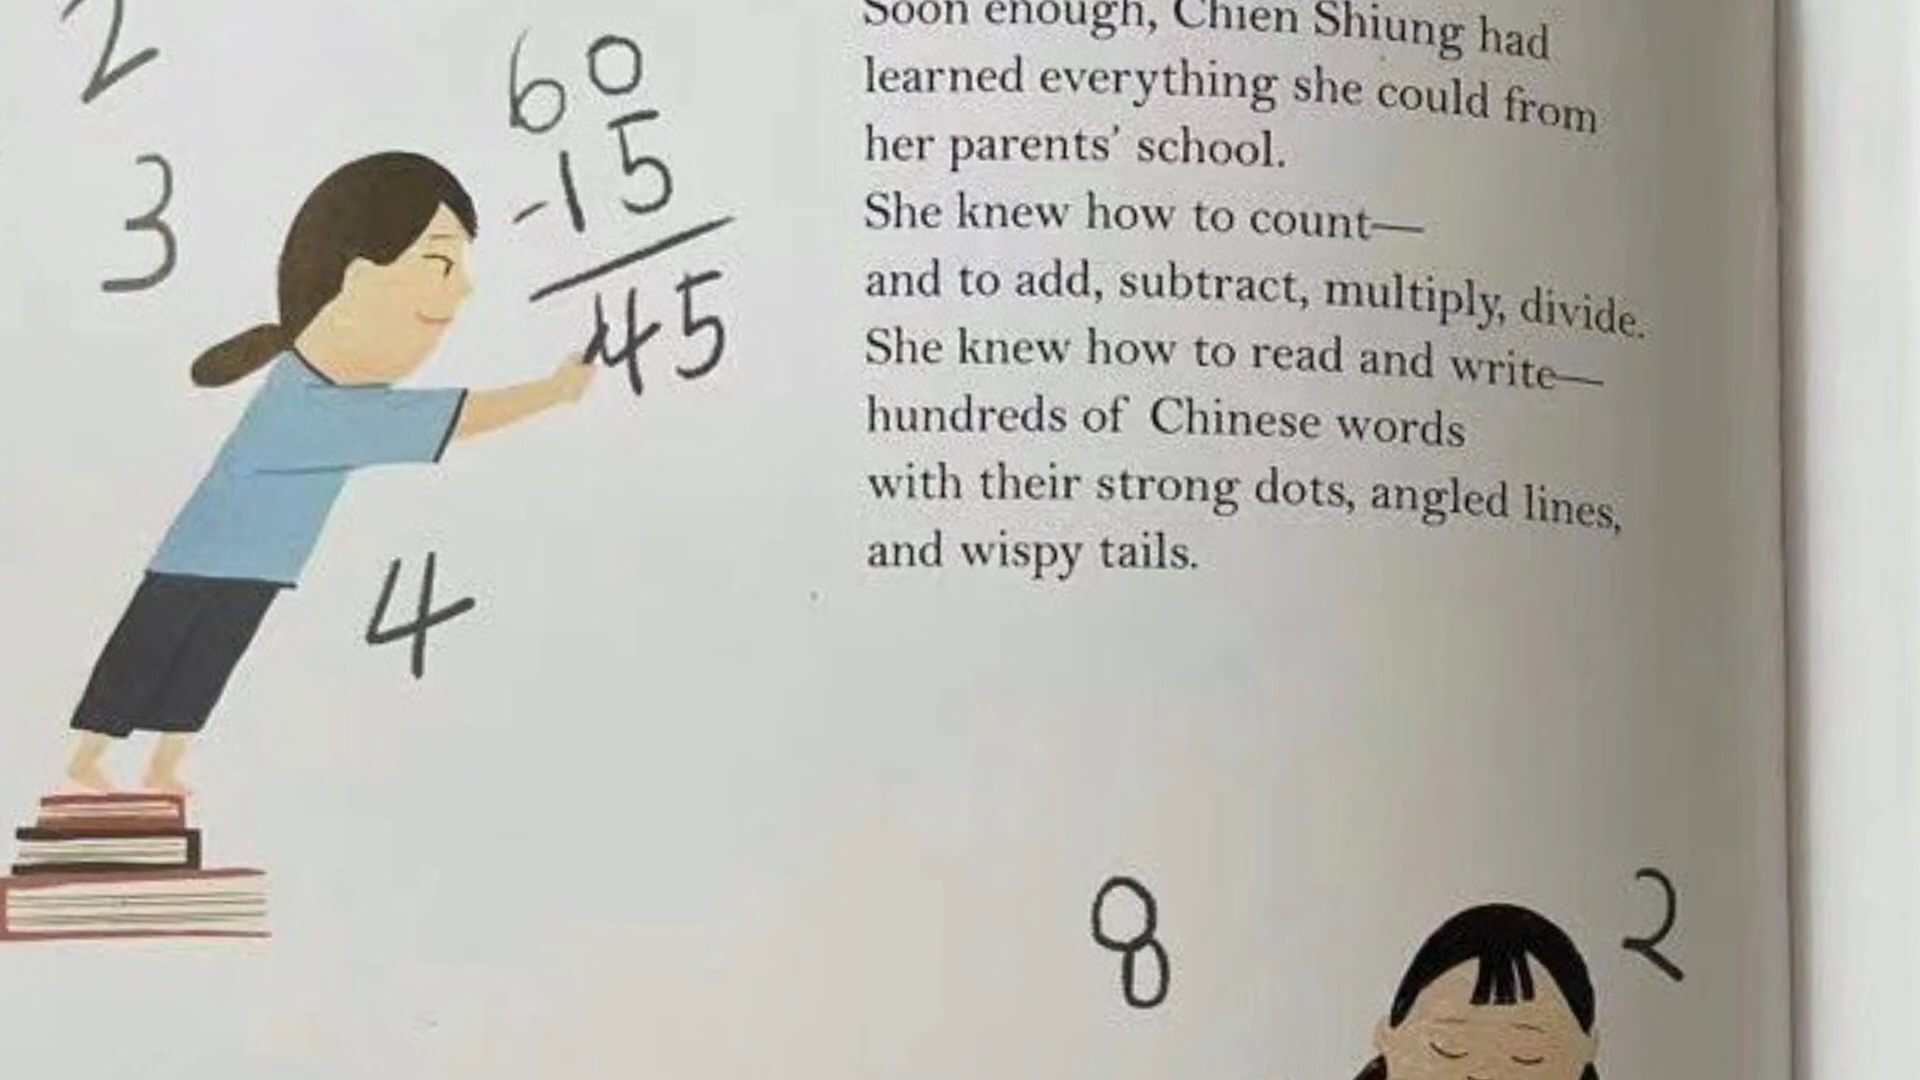 2
3
60
-15
45
4
Soon enough, Chien Shiung had
learned everything she could from
her parents’ school.
She knew how to count—
and to add, subtract, multiply, divide.
She knew how to read and write—
hundreds of Chinese words
with their strong dots, angled lines,
and wispy tails.
8
2